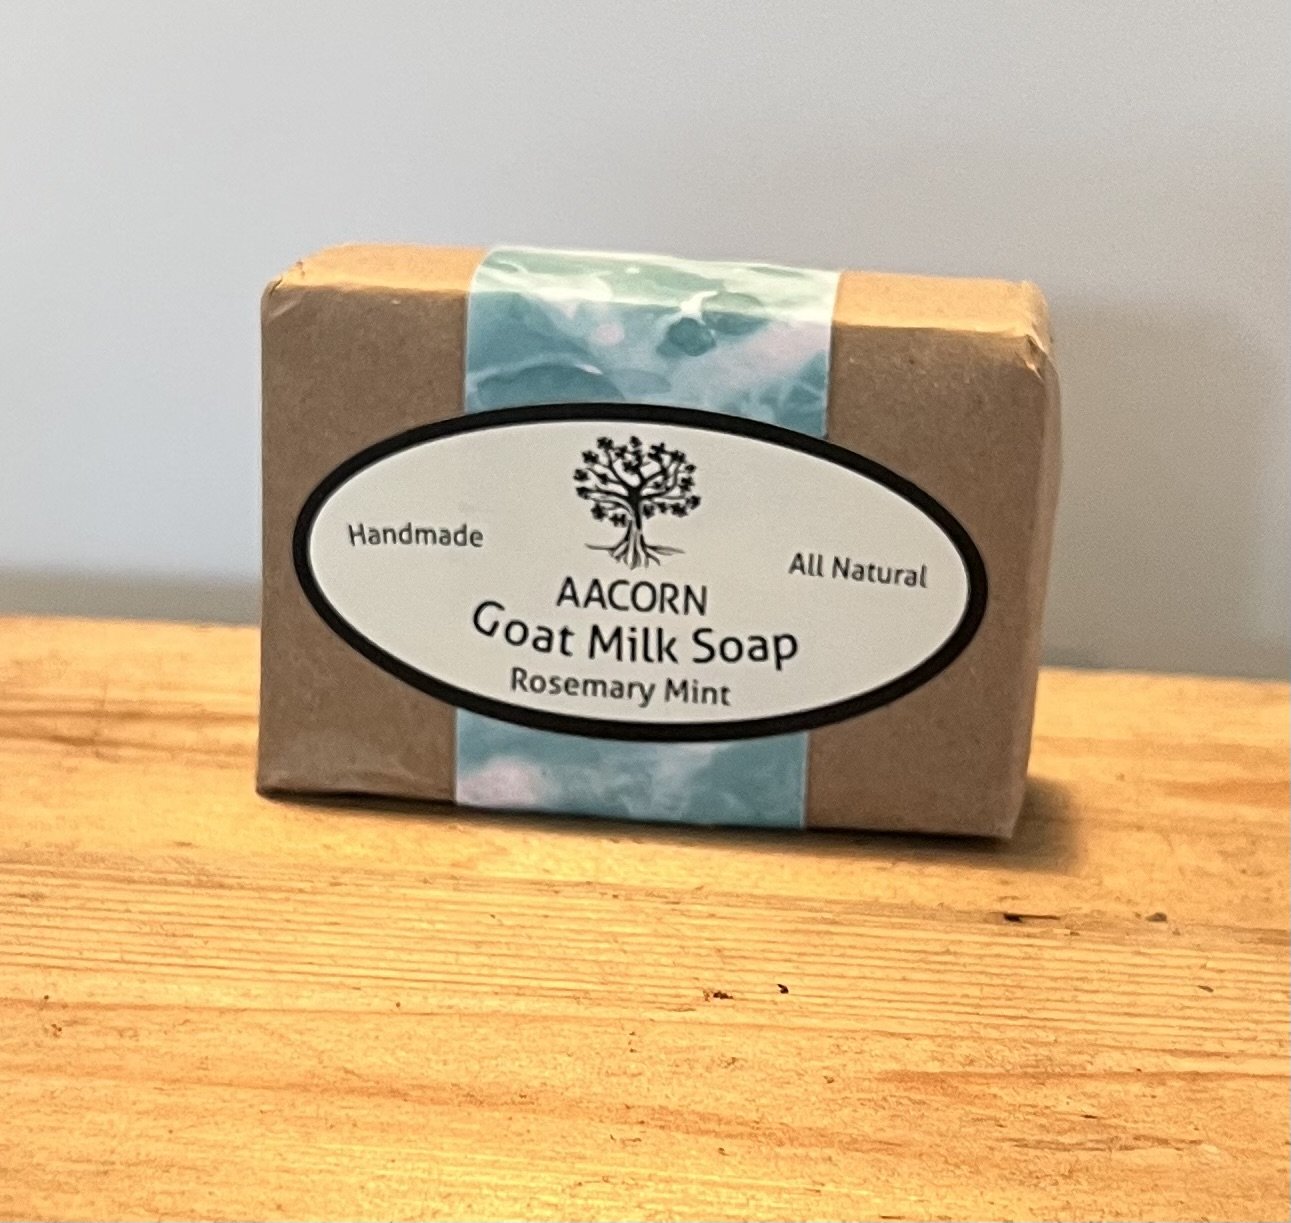 Handmade
All Natural
AACORN
Goat Milk Soap
Rosemary Mint